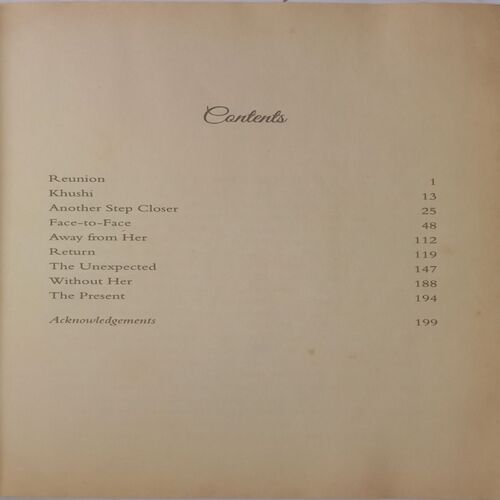 Contents
Reunion 1
Khushi 13
Another Step Closer 25
Face-to-Face 48
Away from Her 112
Return 119
The Unexpected 147
Without Her 188
The Present 194
Acknowledgements 199